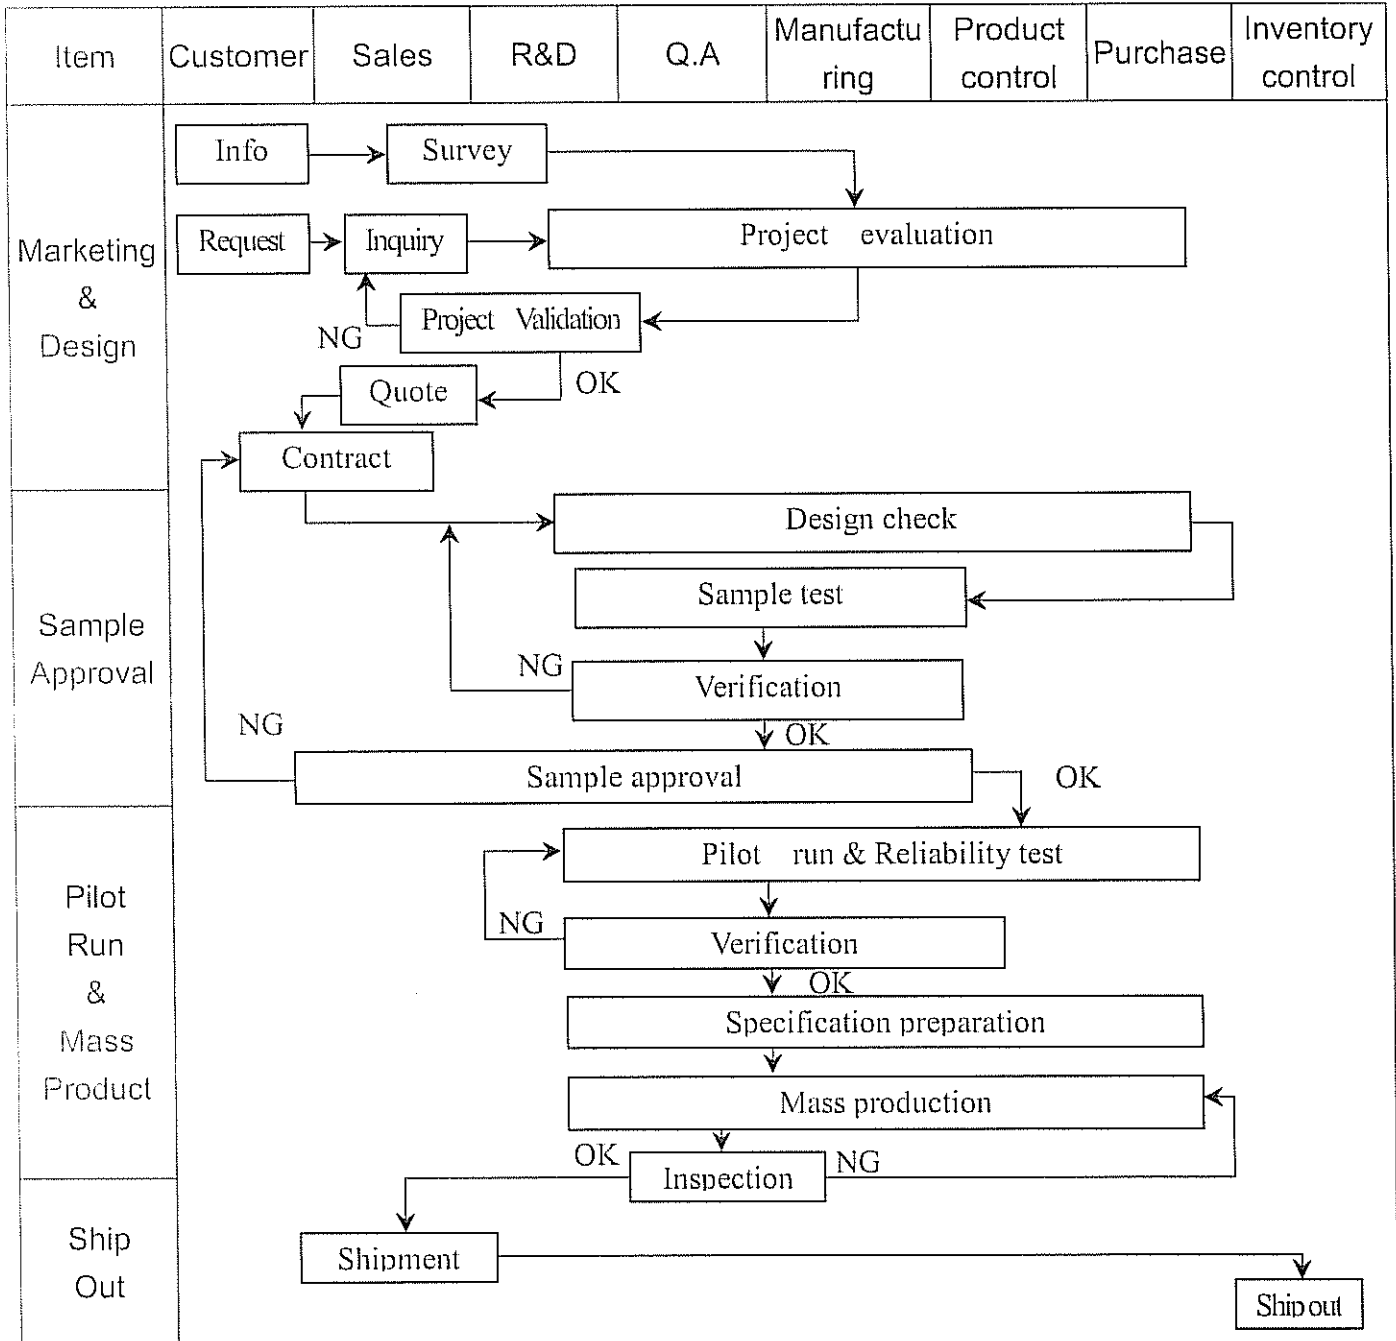 Item
Customer
Sales
R&D
Q.A
Manufactu
ring
Product
control
Purchase
Inventory
control
Marketing
&
Design
Info
Survey
Request
Inquiry
Project evaluation
NG
Project Validation
OK
Quote
Contract
Sample
Approval
Design check
Sample test
NG
Verification
NG
OK
Sample approval
OK
Pilot
Run
&
Mass
Product
Pilot run & Reliability test
NG
Verification
OK
Specification preparation
Mass production
OK
Inspection
NG
Ship
Out
Shipment
Ship out